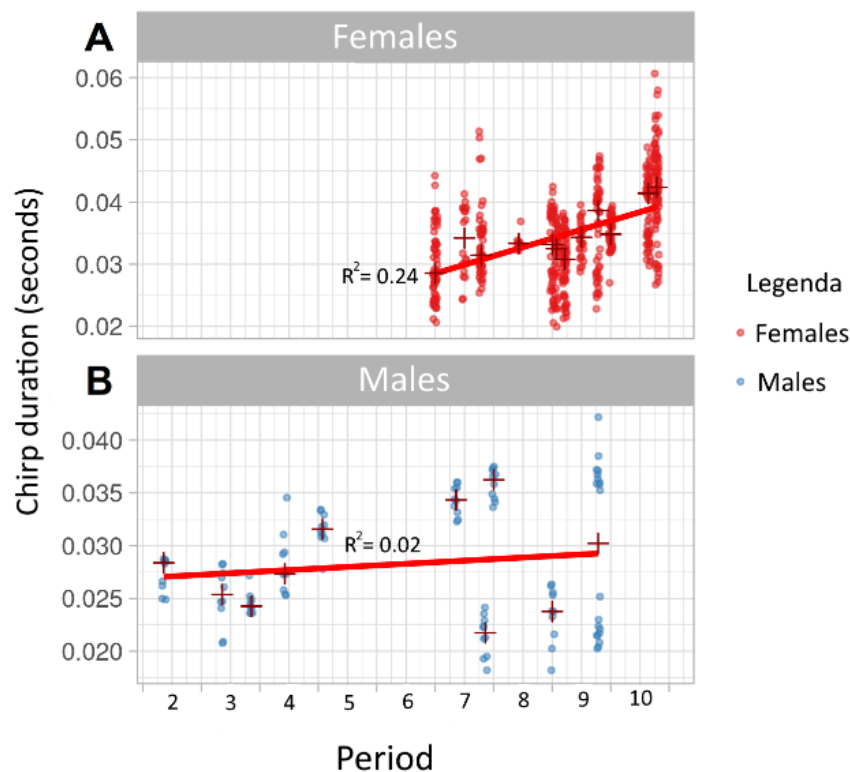 A
Females
0.06
0.05
0.04
0.03
0.02
R²= 0.24
Chirp duration (seconds)
Legenda
Females
Males
B
Males
0.040
0.035
0.030
0.025
0.020
R²= 0.02
2 3 4 5 6 7 8 9 10
Period